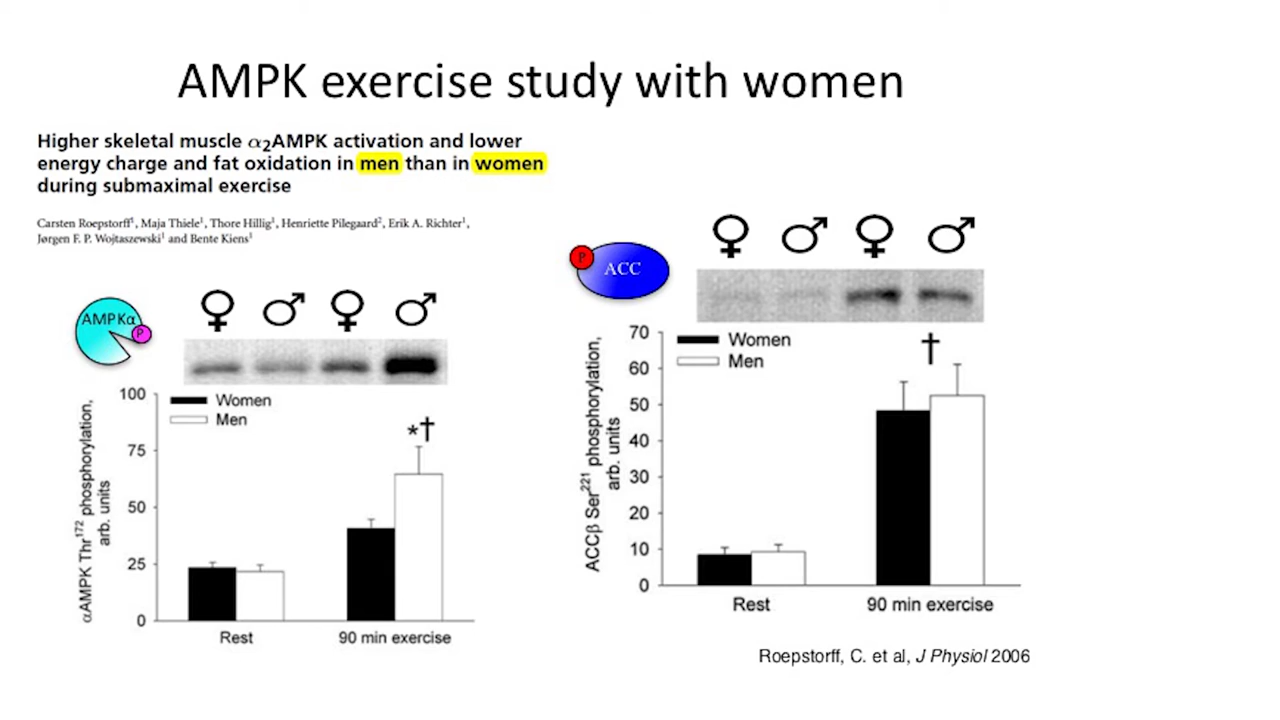 AMPK exercise study with women
Higher skeletal muscle α₂AMPK activation and lower
energy charge and fat oxidation in men than in women
during submaximal exercise
Carsten Roepstorff¹, Maja Thiele¹, Thore Hillig¹, Henriette Pilegaard², Erik A. Richter¹,
Jørgen F. P. Wojtaszewski¹ and Bente Kiens¹
♀ ♂ ♀ ♂
AMPKα
P
100
75
50
25
0
αAMPK Thr¹⁷² phosphorylation,
arb. units
Women
Men
*†
Rest
90 min exercise
♀ ♂ ♀ ♂
P
ACC
70
60
50
40
30
20
10
0
ACCβ Ser²²¹ phosphorylation,
arb. units
Women
Men
†
Rest
90 min exercise
Roepstorff, C. et al, J Physiol 2006